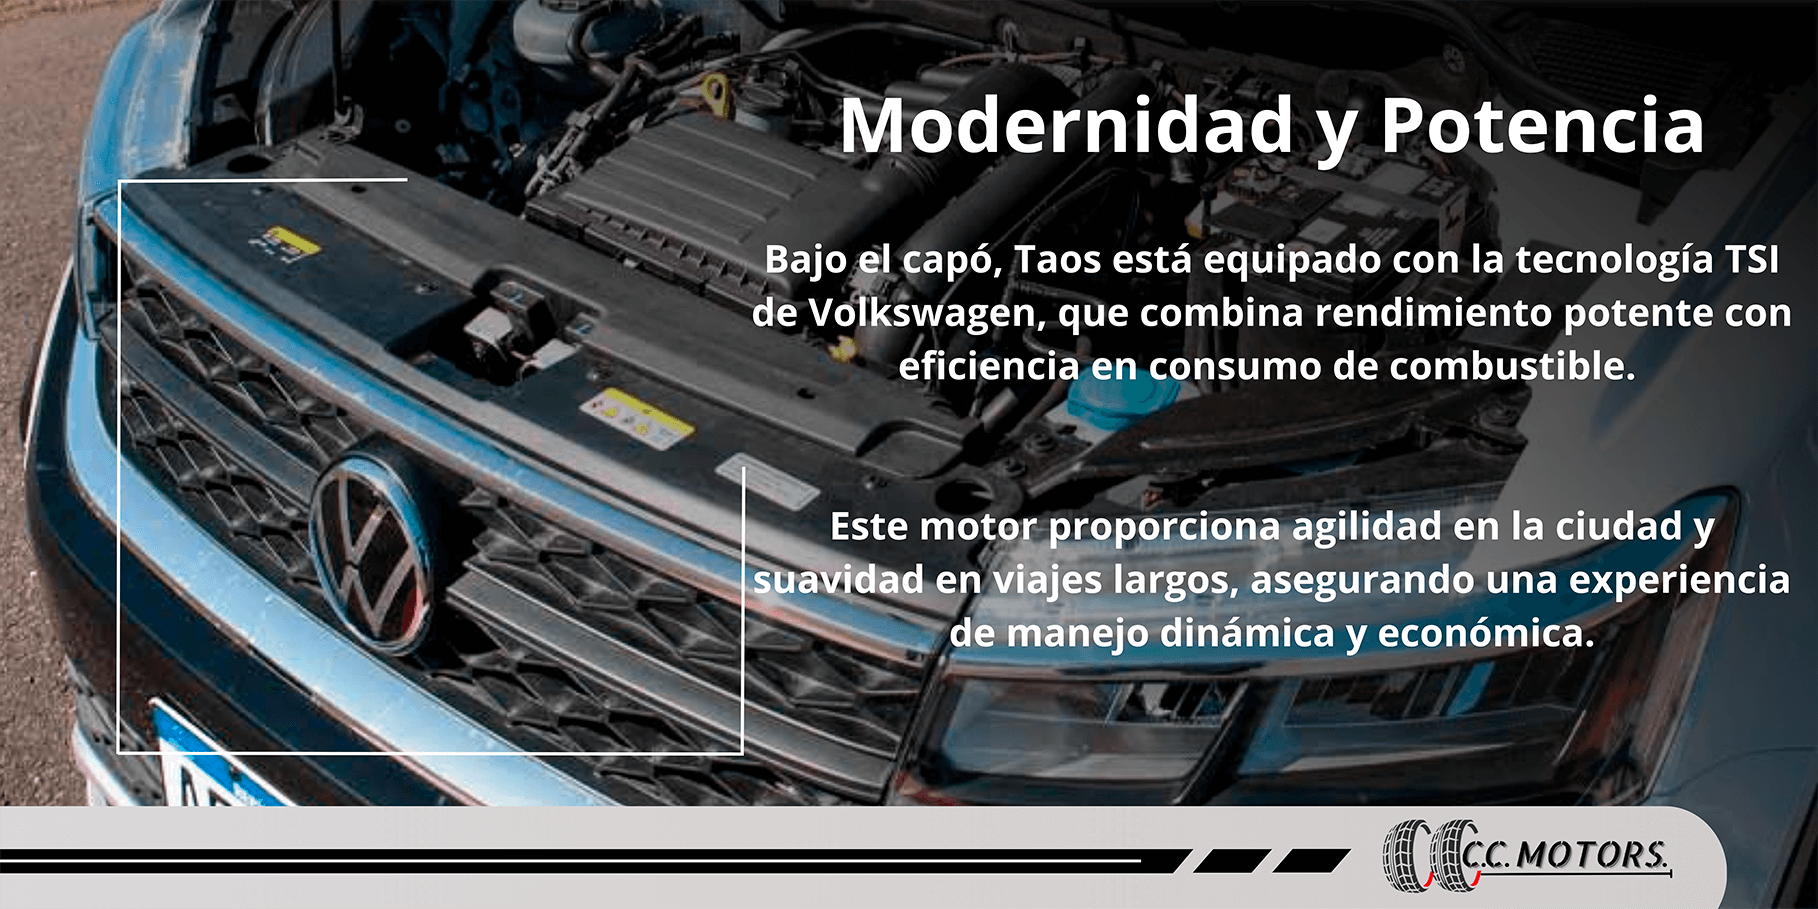 Modernidad y Potencia
Bajo el capó, Taos está equipado con la tecnología TSI
de Volkswagen, que combina rendimiento potente con
eficiencia en consumo de combustible.
Este motor proporciona agilidad en la ciudad y
suavidad en viajes largos, asegurando una experiencia
de manejo dinámica y económica.
C.C. MOTORS.